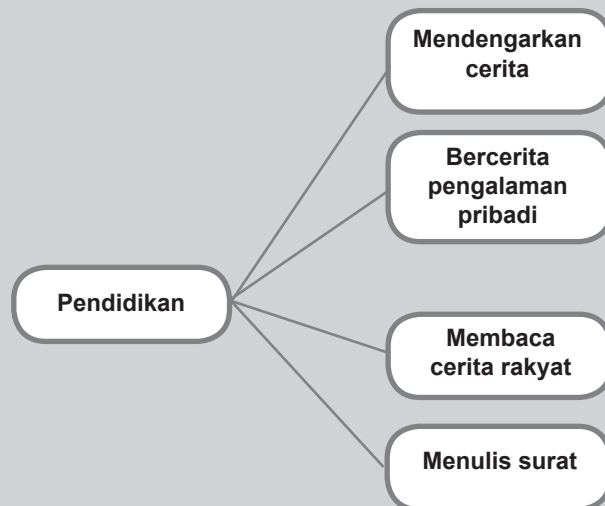 Mendengarkan
cerita
Bercerita
pengalaman
pribadi
Pendidikan
Membaca
cerita rakyat
Menulis surat